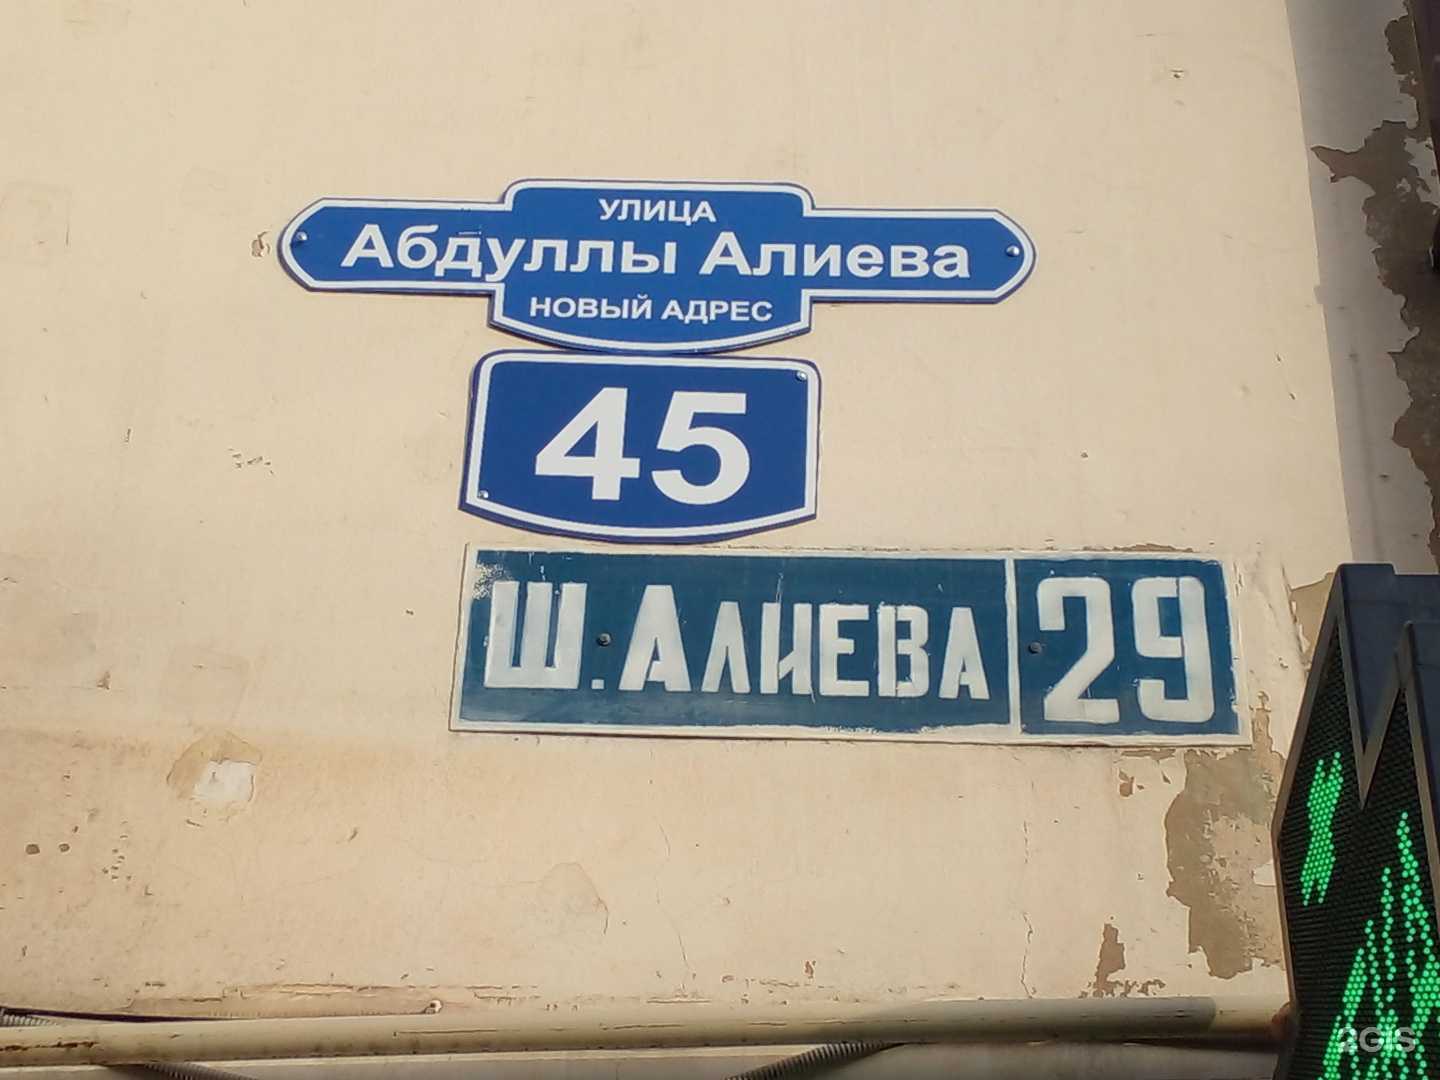 УЛИЦА
Абдуллы Алиева
НОВЫЙ АДРЕС
45
Ш. АЛИЕВА 29
2GIS